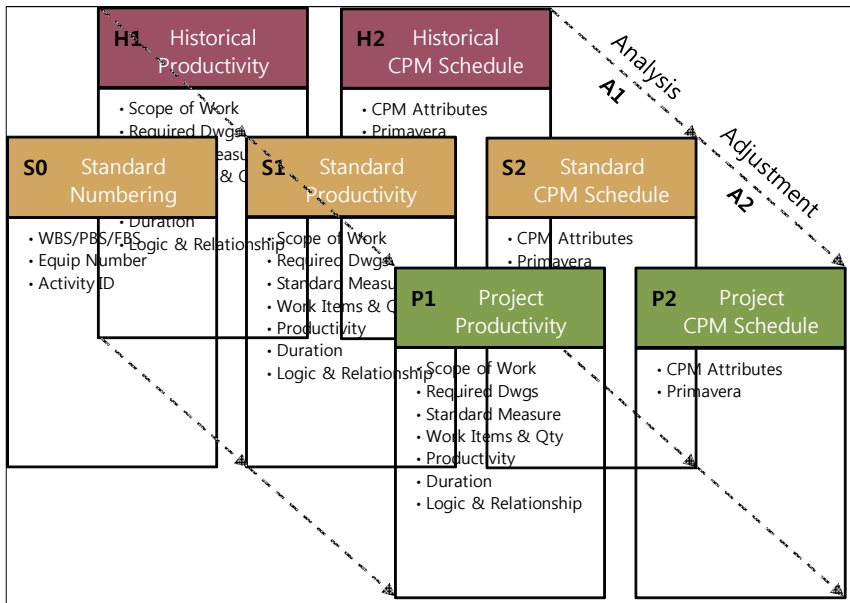 H1 Historical
Productivity
• Scope of Work
• Required Dwgs
Measu
& Q
Duration
• Logic & Relationship
H2 Historical
CPM Schedule
• CPM Attributes
• Primavera
Analysis
A1
Adjustment
A2
S0 Standard
Numbering
• WBS/PBS/FBS
• Equip Number
• Activity ID
S1 Standard
Productivity
• Scope of Work
• Required Dwgs
• Standard Measu
• Work Items & Q
• Productivity
• Duration
• Logic & Relationship
S2 Standard
CPM Schedule
• CPM Attributes
• Primavera
P1 Project
Productivity
• Scope of Work
• Required Dwgs
• Standard Measure
• Work Items & Qty
• Productivity
• Duration
• Logic & Relationship
P2 Project
CPM Schedule
• CPM Attributes
• Primavera